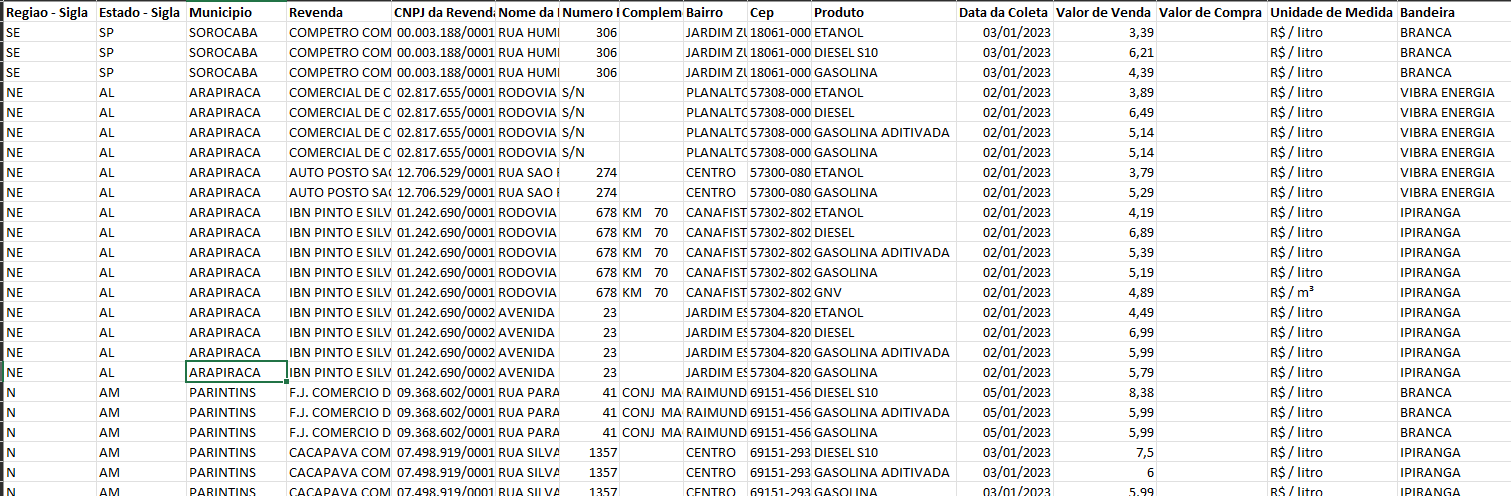 Regiao - Sigla Estado - Sigla Municipio Revenda CNPJ da Revenda Nome da Numero Complem Bairro Cep Produto Data da Coleta Valor de Venda Valor de Compra Unidade de Medida Bandeira
SE SP SOROCABA COMPETRO COM 00.003.188/0001 RUA HUM 306 JARDIM ZU 18061-000 ETANOL 03/01/2023 3,39 R$ / litro BRANCA
SE SP SOROCABA COMPETRO COM 00.003.188/0001 RUA HUM 306 JARDIM ZU 18061-000 DIESEL S10 03/01/2023 6,21 R$ / litro BRANCA
SE SP SOROCABA COMPETRO COM 00.003.188/0001 RUA HUM 306 JARDIM ZU 18061-000 GASOLINA 03/01/2023 4,39 R$ / litro BRANCA
NE AL ARAPIRACA COMERCIAL DE C 02.817.655/0001 RODOVIA S/N PLANALTO 57308-000 ETANOL 02/01/2023 3,89 R$ / litro VIBRA ENERGIA
NE AL ARAPIRACA COMERCIAL DE C 02.817.655/0001 RODOVIA S/N PLANALTO 57308-000 DIESEL 02/01/2023 6,49 R$ / litro VIBRA ENERGIA
NE AL ARAPIRACA COMERCIAL DE C 02.817.655/0001 RODOVIA S/N PLANALTO 57308-000 GASOLINA ADITIVADA 02/01/2023 5,14 R$ / litro VIBRA ENERGIA
NE AL ARAPIRACA COMERCIAL DE C 02.817.655/0001 RODOVIA S/N PLANALTO 57308-000 GASOLINA 02/01/2023 5,14 R$ / litro VIBRA ENERGIA
NE AL ARAPIRACA AUTO POSTO SAO 12.706.529/0001 RUA SAO F 274 CENTRO 57300-080 ETANOL 02/01/2023 3,79 R$ / litro VIBRA ENERGIA
NE AL ARAPIRACA AUTO POSTO SAO 12.706.529/0001 RUA SAO F 274 CENTRO 57300-080 GASOLINA 02/01/2023 5,29 R$ / litro VIBRA ENERGIA
NE AL ARAPIRACA IBN PINTO E SILV 01.242.690/0001 RODOVIA 678 KM 70 CANAFIST 57302-802 ETANOL 02/01/2023 4,19 R$ / litro IPIRANGA
NE AL ARAPIRACA IBN PINTO E SILV 01.242.690/0001 RODOVIA 678 KM 70 CANAFIST 57302-802 DIESEL 02/01/2023 6,89 R$ / litro IPIRANGA
NE AL ARAPIRACA IBN PINTO E SILV 01.242.690/0001 RODOVIA 678 KM 70 CANAFIST 57302-802 GASOLINA ADITIVADA 02/01/2023 5,39 R$ / litro IPIRANGA
NE AL ARAPIRACA IBN PINTO E SILV 01.242.690/0001 RODOVIA 678 KM 70 CANAFIST 57302-802 GASOLINA 02/01/2023 5,19 R$ / litro IPIRANGA
NE AL ARAPIRACA IBN PINTO E SILV 01.242.690/0001 RODOVIA 678 KM 70 CANAFIST 57302-802 GNV 02/01/2023 4,89 R$ / m³ IPIRANGA
NE AL ARAPIRACA IBN PINTO E SILV 01.242.690/0002 AVENIDA 23 JARDIM ES 57304-820 ETANOL 02/01/2023 4,49 R$ / litro IPIRANGA
NE AL ARAPIRACA IBN PINTO E SILV 01.242.690/0002 AVENIDA 23 JARDIM ES 57304-820 DIESEL 02/01/2023 6,99 R$ / litro IPIRANGA
NE AL ARAPIRACA IBN PINTO E SILV 01.242.690/0002 AVENIDA 23 JARDIM ES 57304-820 GASOLINA ADITIVADA 02/01/2023 5,99 R$ / litro IPIRANGA
NE AL ARAPIRACA IBN PINTO E SILV 01.242.690/0002 AVENIDA 23 JARDIM ES 57304-820 GASOLINA 02/01/2023 5,79 R$ / litro IPIRANGA
N AM PARINTINS F.J. COMERCIO D 09.368.602/0001 RUA PARA 41 CONJ MA RAIMUND 69151-456 DIESEL S10 05/01/2023 8,38 R$ / litro BRANCA
N AM PARINTINS F.J. COMERCIO D 09.368.602/0001 RUA PARA 41 CONJ MA RAIMUND 69151-456 GASOLINA ADITIVADA 05/01/2023 5,99 R$ / litro BRANCA
N AM PARINTINS F.J. COMERCIO D 09.368.602/0001 RUA PARA 41 CONJ MA RAIMUND 69151-456 GASOLINA 05/01/2023 5,99 R$ / litro BRANCA
N AM PARINTINS CACAPAVA COM 07.498.919/0001 RUA SILVA 1357 CENTRO 69151-293 DIESEL S10 03/01/2023 7,5 R$ / litro IPIRANGA
N AM PARINTINS CACAPAVA COM 07.498.919/0001 RUA SILVA 1357 CENTRO 69151-293 GASOLINA ADITIVADA 03/01/2023 6 R$ / litro IPIRANGA
N AM PARINTINS CACAPAVA COM 07.498.919/0001 RUA SILVA 1357 CENTRO 69151-293 GASOLINA 03/01/2023 5,99 R$ / litro IPIRANGA